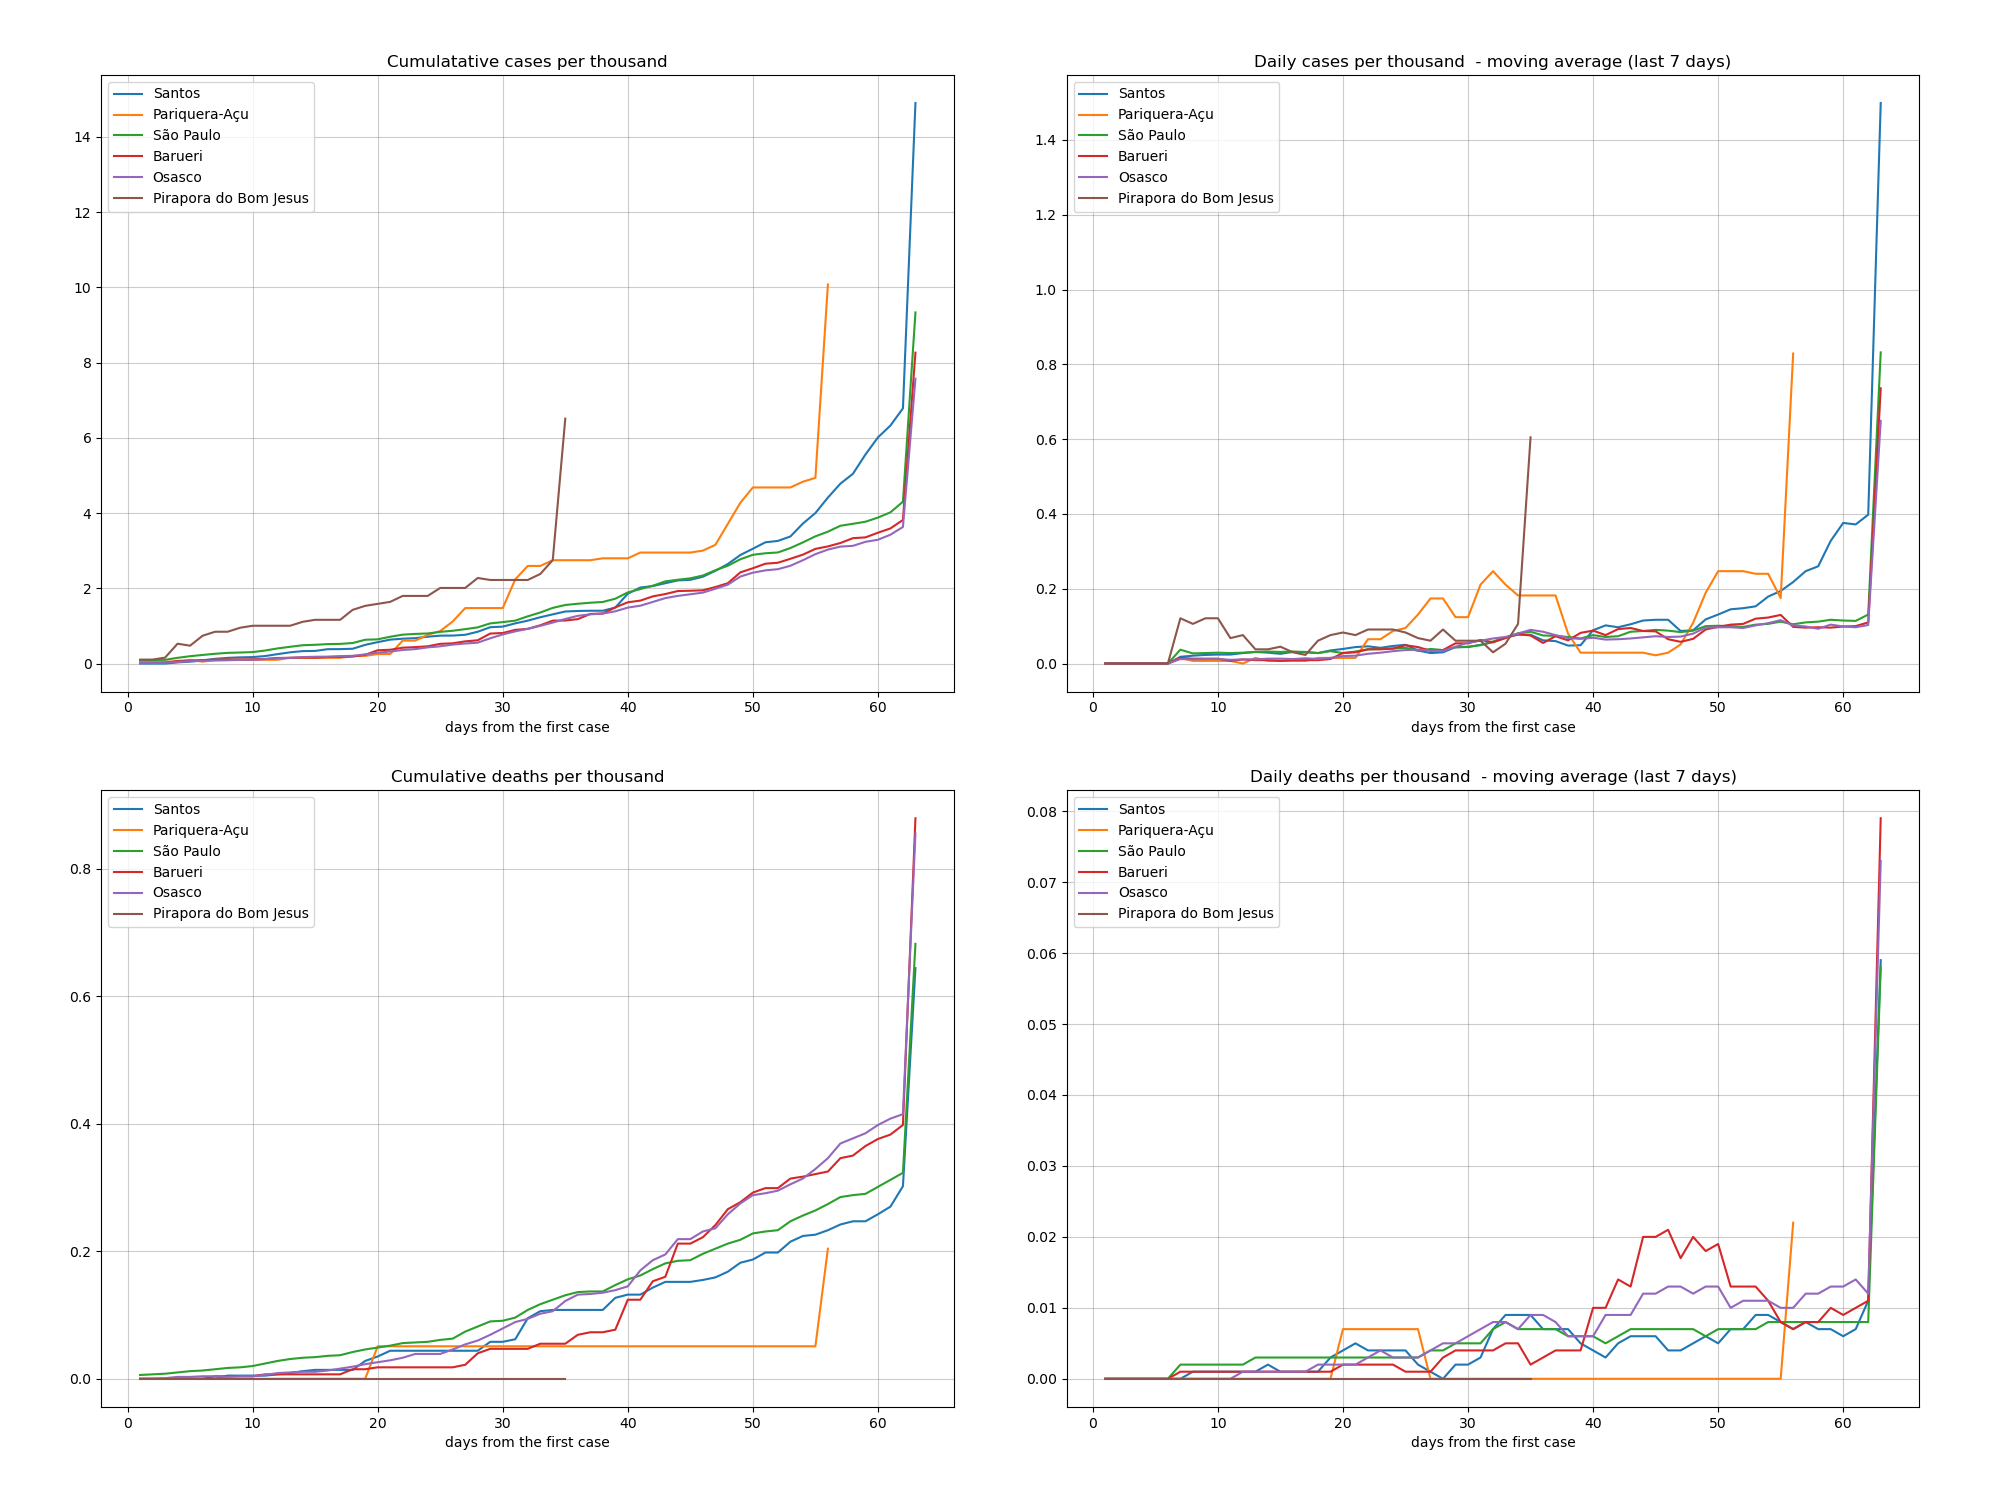 Cumulatative cases per thousand
Santos
Pariquera-Açu
São Paulo
Barueri
Osasco
Pirapora do Bom Jesus
14
12
10
8
6
4
2
0
0 10 20 30 40 50 60
days from the first case
Daily cases per thousand  - moving average (last 7 days)
Santos
Pariquera-Açu
São Paulo
Barueri
Osasco
Pirapora do Bom Jesus
1.4
1.2
1.0
0.8
0.6
0.4
0.2
0.0
0 10 20 30 40 50 60
days from the first case
Cumulative deaths per thousand
Santos
Pariquera-Açu
São Paulo
Barueri
Osasco
Pirapora do Bom Jesus
0.8
0.6
0.4
0.2
0.0
0 10 20 30 40 50 60
days from the first case
Daily deaths per thousand  - moving average (last 7 days)
Santos
Pariquera-Açu
São Paulo
Barueri
Osasco
Pirapora do Bom Jesus
0.08
0.07
0.06
0.05
0.04
0.03
0.02
0.01
0.00
0 10 20 30 40 50 60
days from the first case